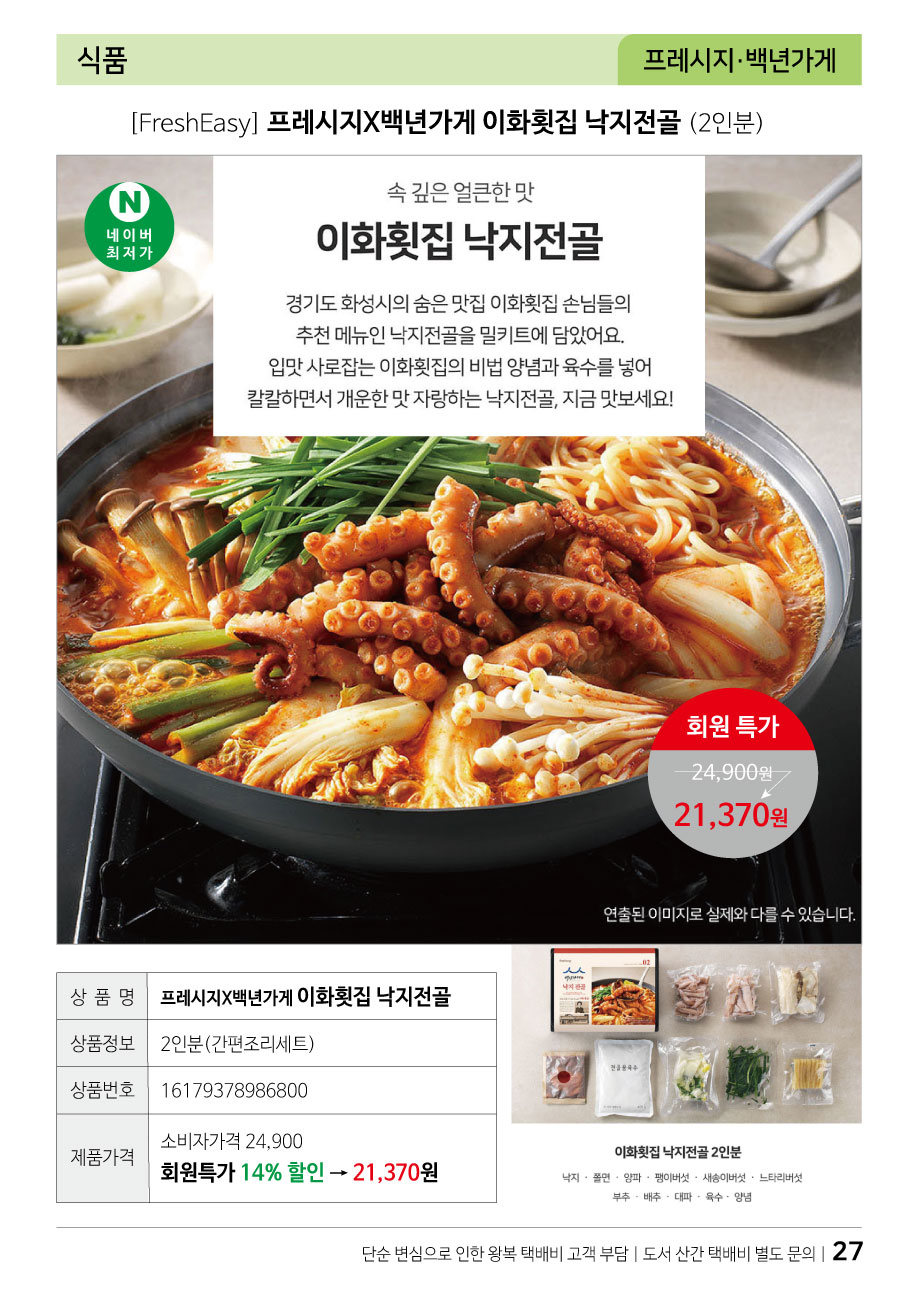 식품
프레시지·백년가게
[FreshEasy] 프레시지X백년가게 이화횟집 낙지전골 (2인분)
N
네이버
최저가
속 깊은 얼큰한 맛
이화횟집 낙지전골
경기도 화성시의 숨은 맛집 이화횟집 손님들의
추천 메뉴인 낙지전골을 밀키트에 담았어요.
입맛 사로잡는 이화횟집의 비법 양념과 육수를 넣어
칼칼하면서 개운한 맛 자랑하는 낙지전골, 지금 맛보세요!
회원 특가
24,900원
21,370원
연출된 이미지로 실제와 다를 수 있습니다.
상 품 명
프레시지X백년가게 이화횟집 낙지전골
상품정보
2인분(간편조리세트)
상품번호
16179378986800
제품가격
소비자가격 24,900
회원특가 14% 할인 → 21,370원
02
낙지전골
전골용육수
이화횟집 낙지전골 2인분
낙지 · 쫄면 · 양파 · 팽이버섯 · 새송이버섯 · 느타리버섯
부추 · 배추 · 대파 · 육수 · 양념
단순 변심으로 인한 왕복 택배비 고객 부담 | 도서 산간 택배비 별도 문의 | 27